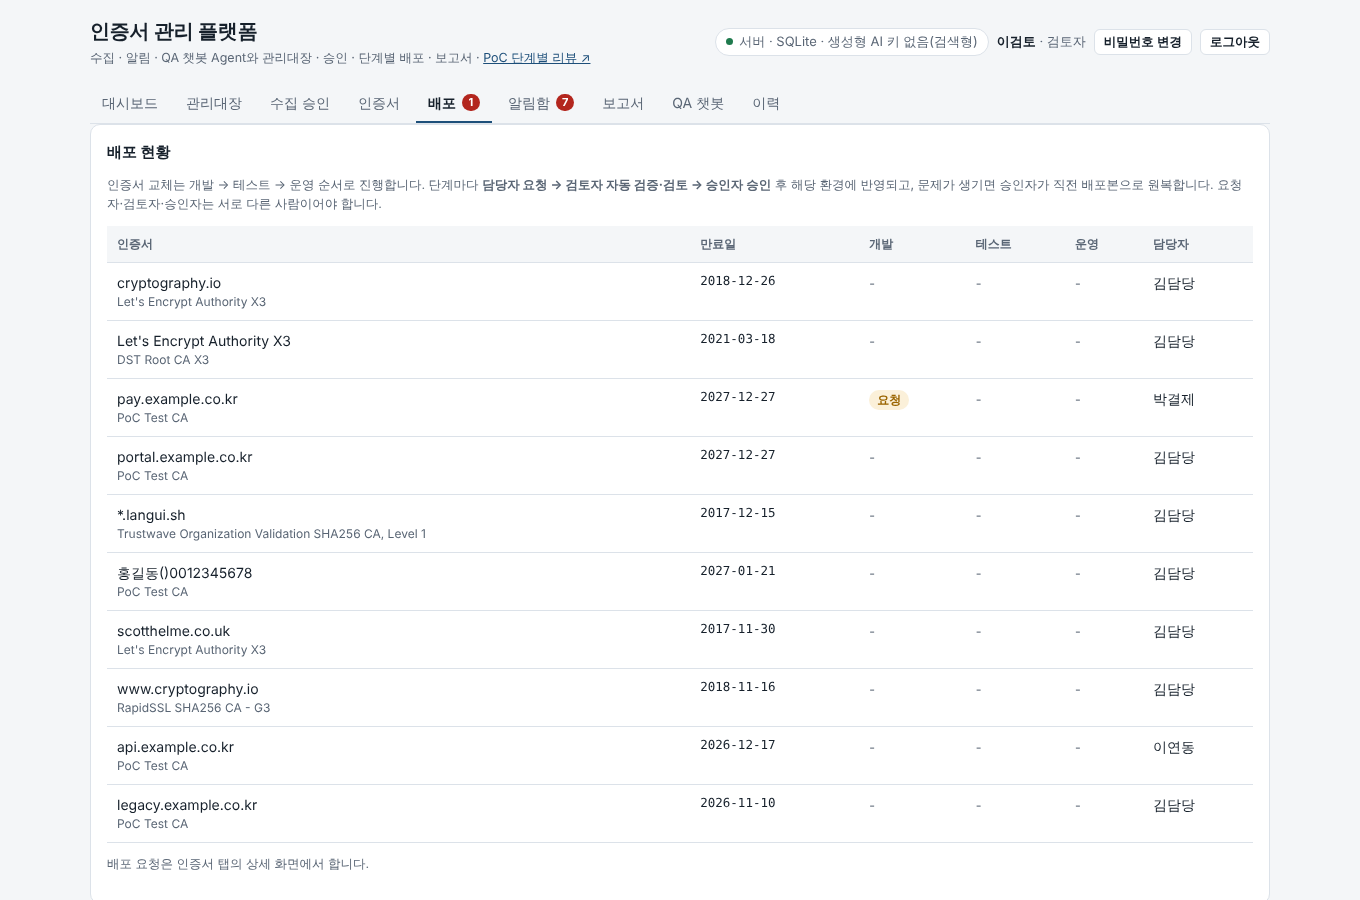 인증서 관리 플랫폼
수집 · 알림 · QA 챗봇 Agent와 관리대장 · 승인 · 단계별 배포 · 보고서 · PoC 단계별 리뷰 ↗
서버 · SQLite · 생성형 AI 키 없음(검색형)
이검토 · 검토자
비밀번호 변경
로그아웃
대시보드 관리대장 수집 승인 인증서 배포 1 알림함 7 보고서 QA 챗봇 이력
배포 현황
인증서 교체는 개발 → 테스트 → 운영 순서로 진행합니다. 단계마다 담당자 요청 → 검토자 자동 검증·검토 → 승인자 승인 후 해당 환경에 반영되고, 문제가 생기면 승인자가 직전 배포본으로 원복합니다. 요청
자·검토자·승인자는 서로 다른 사람이어야 합니다.
인증서 만료일 개발 테스트 운영 담당자
cryptography.io 2018-12-26 - - - 김담당
Let's Encrypt Authority X3
Let's Encrypt Authority X3 2021-03-18 - - - 김담당
DST Root CA X3
pay.example.co.kr 2027-12-27 요청 - - 박결제
PoC Test CA
portal.example.co.kr 2027-12-27 - - - 김담당
PoC Test CA
*.langui.sh 2017-12-15 - - - 김담당
Trustwave Organization Validation SHA256 CA, Level 1
홍길동()0012345678 2027-01-21 - - - 김담당
PoC Test CA
scotthelme.co.uk 2017-11-30 - - - 김담당
Let's Encrypt Authority X3
www.cryptography.io 2018-11-16 - - - 김담당
RapidSSL SHA256 CA - G3
api.example.co.kr 2026-12-17 - - - 이연동
PoC Test CA
legacy.example.co.kr 2026-11-10 - - - 김담당
PoC Test CA
배포 요청은 인증서 탭의 상세 화면에서 합니다.